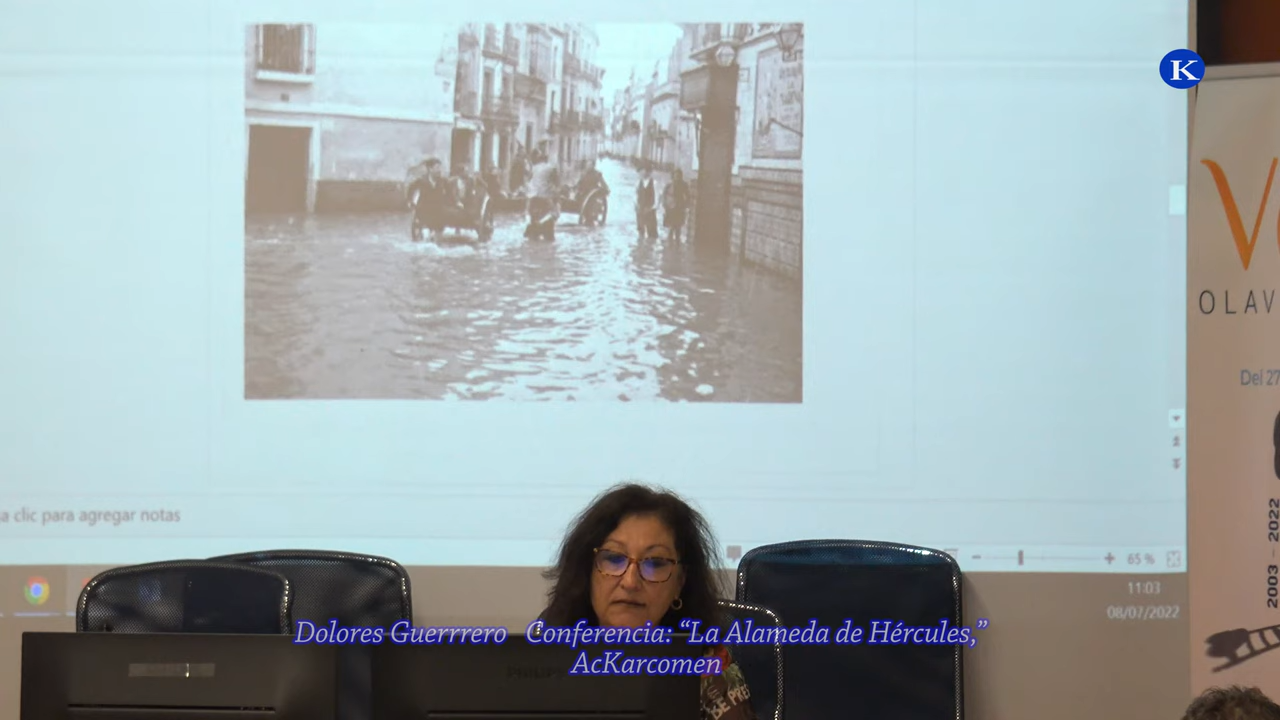 K
OLAV
Del 27
2003 - 2022
a clic para agregar notas
65 %
11:03
08/07/2022
Dolores Guerrrero Conferencia: “La Alameda de Hércules,”
AcKarcomen
PHILIPS